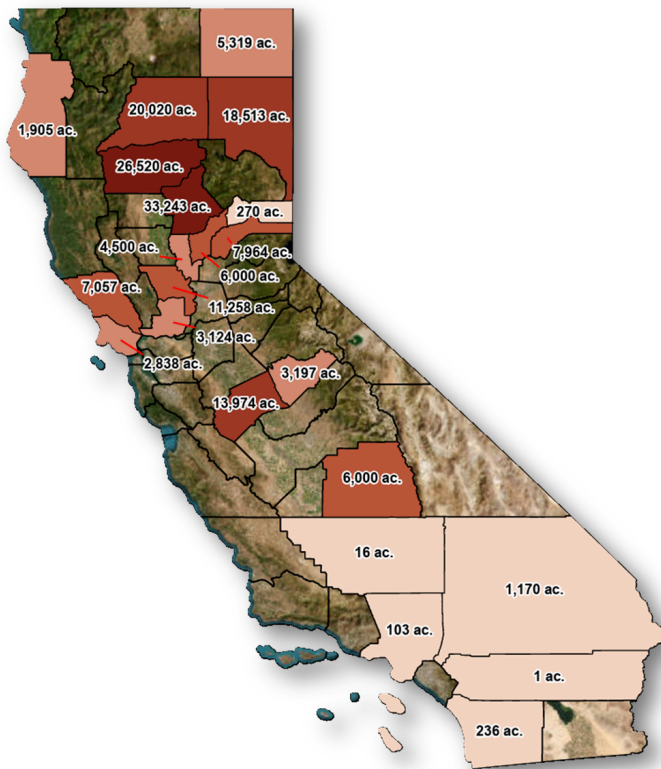 5,319 ac.
1,905 ac.
20,020 ac.
18,513 ac.
26,520 ac.
33,243 ac.
270 ac.
4,500 ac.
7,964 ac.
6,000 ac.
7,057 ac.
11,258 ac.
3,124 ac.
2,838 ac.
3,197 ac.
13,974 ac.
6,000 ac.
16 ac.
1,170 ac.
103 ac.
1 ac.
236 ac.